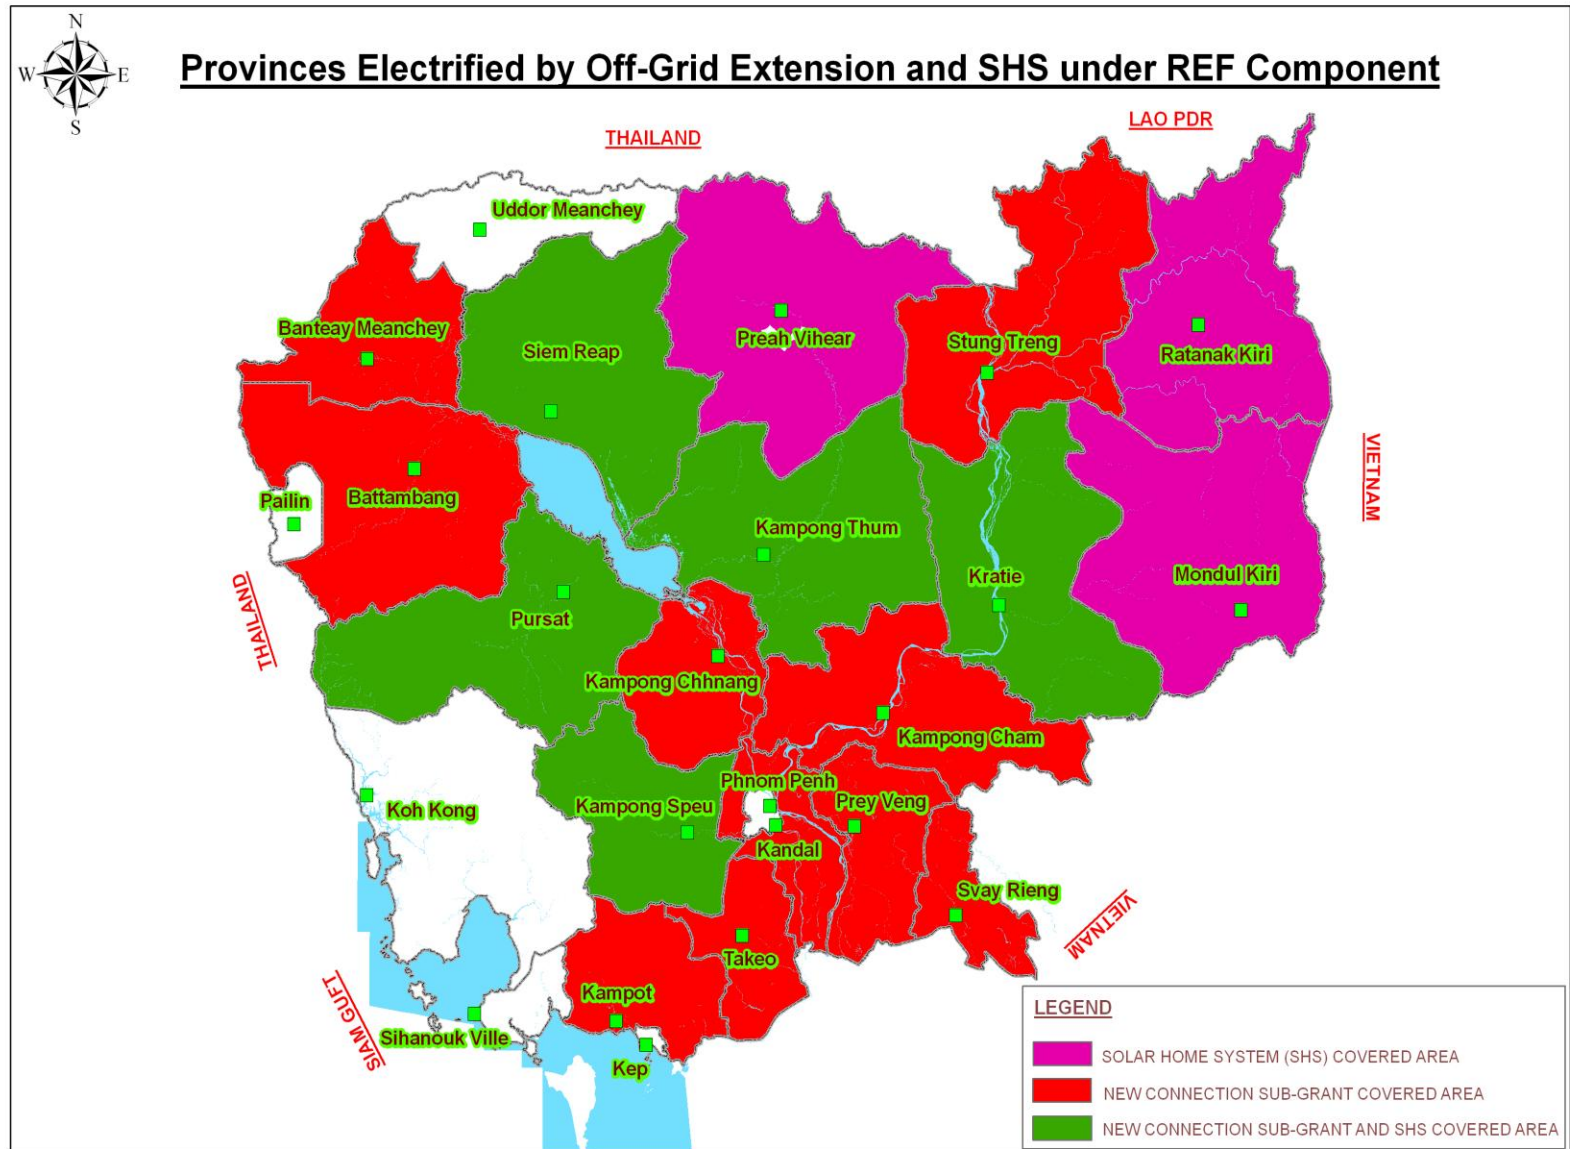 N
W E
S
Provinces Electrified by Off-Grid Extension and SHS under REF Component
THAILAND
LAO PDR
Uddor Meanchey
Banteay Meanchey
Siem Reap
Preah Vihear
Stung Treng
Ratanak Kiri
VIETNAM
Pailin
Battambang
Kampong Thum
Kratie
Mondul Kiri
THAILAND
Pursat
Kampong Chhnang
Kampong Cham
Koh Kong
Kampong Speu
Phnom Penh
Prey Veng
Kandal
Svay Rieng
VIETNAM
Takeo
Kampot
SIAM GUFT
Sihanouk Ville
Kep
LEGEND
SOLAR HOME SYSTEM (SHS) COVERED AREA
NEW CONNECTION SUB-GRANT COVERED AREA
NEW CONNECTION SUB-GRANT AND SHS COVERED AREA